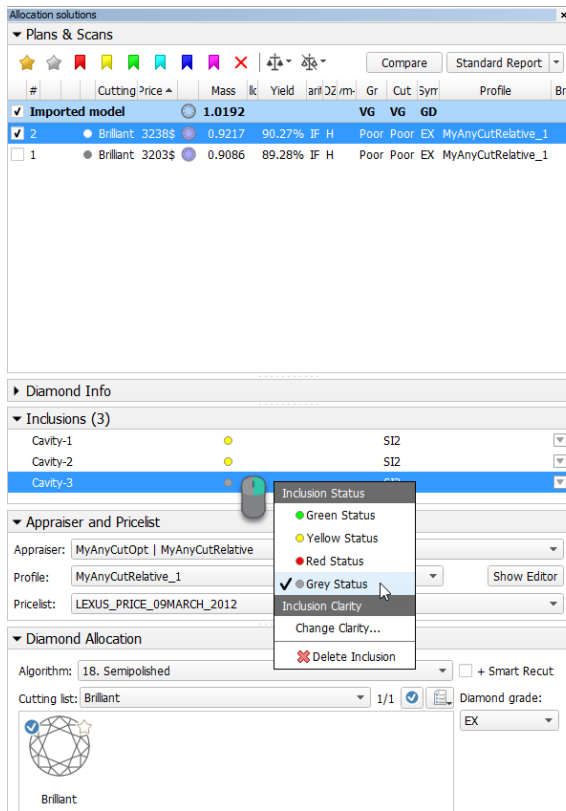 Allocation solutions
Plans & Scans
Compare Standard Report
# Cutting Price Mass Yield Gr Cut Sym Profile
Imported model 1.0192 VG VG GD
2 Brilliant 3238$ 0.9217 90.27% IF H Poor Poor EX MyAnyCutRelative_1
1 Brilliant 3203$ 0.9086 89.28% IF H Poor Poor EX MyAnyCutRelative_1
Diamond Info
Inclusions (3)
Cavity-1 SI2
Cavity-2 SI2
Cavity-3
Inclusion Status
Green Status
Yellow Status
Red Status
Grey Status
Inclusion Clarity
Change Clarity...
Delete Inclusion
Appraiser and Pricelist
Appraiser: MyAnyCutOpt | MyAnyCutRelative
Profile: MyAnyCutRelative_1 Show Editor
Pricelist: LEXUS_PRICE_09MARCH_2012
Diamond Allocation
Algorithm: 18. Semipolished + Smart Recut
Cutting list: Brilliant 1/1 Diamond grade:
EX
Brilliant